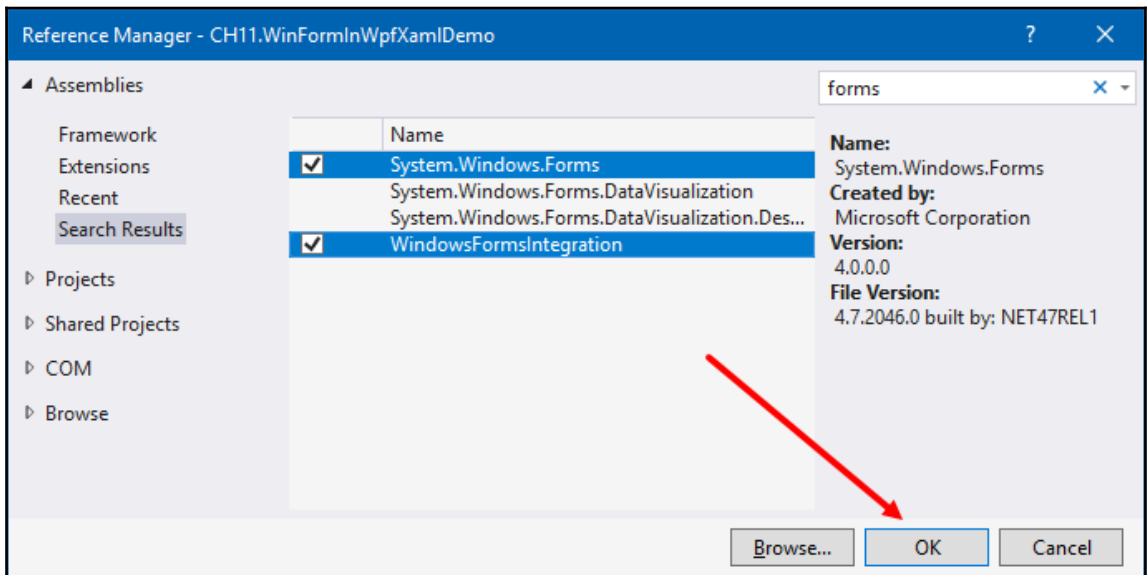 Reference Manager - CH11.WinFormInWpfXamlDemo
?
Assemblies
Framework
Extensions
Recent
Search Results
Projects
Shared Projects
COM
Browse
Name
System.Windows.Forms
System.Windows.Forms.DataVisualization
System.Windows.Forms.DataVisualization.Des...
WindowsFormsIntegration
forms
Name:
System.Windows.Forms
Created by:
Microsoft Corporation
Version:
4.0.0.0
File Version:
4.7.2046.0 built by: NET47REL1
Browse...
OK
Cancel